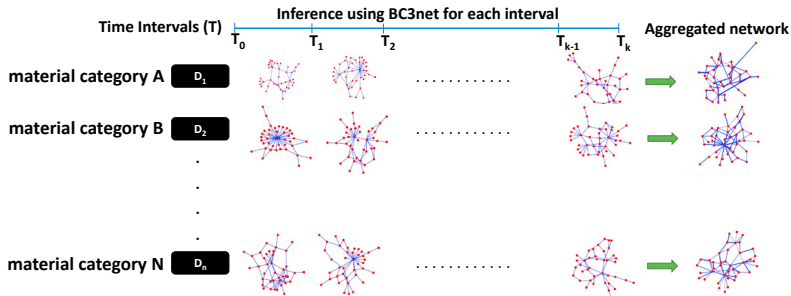 Inference using BC3net for each interval
Time Intervals (T)
Aggregated network
T0 T1 T2 Tk-1 Tk
material category A D1 . . . . . . . . . . . .
material category B D2 . . . . . . . . . . . .
.
.
.
material category N Dn . . . . . . . . . . . .